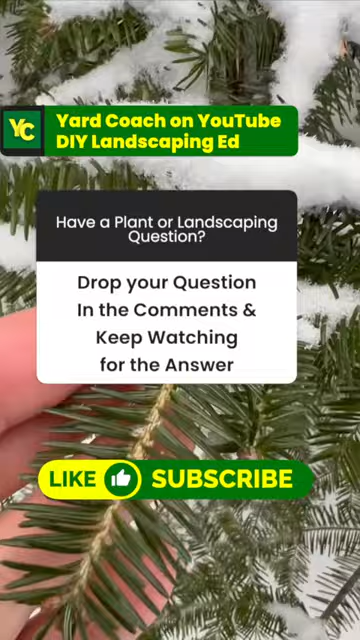 YC
Yard Coach on YouTube
DIY Landscaping Ed
Have a Plant or Landscaping
Question?
Drop your Question
In the Comments &
Keep Watching
for the Answer
LIKE SUBSCRIBE